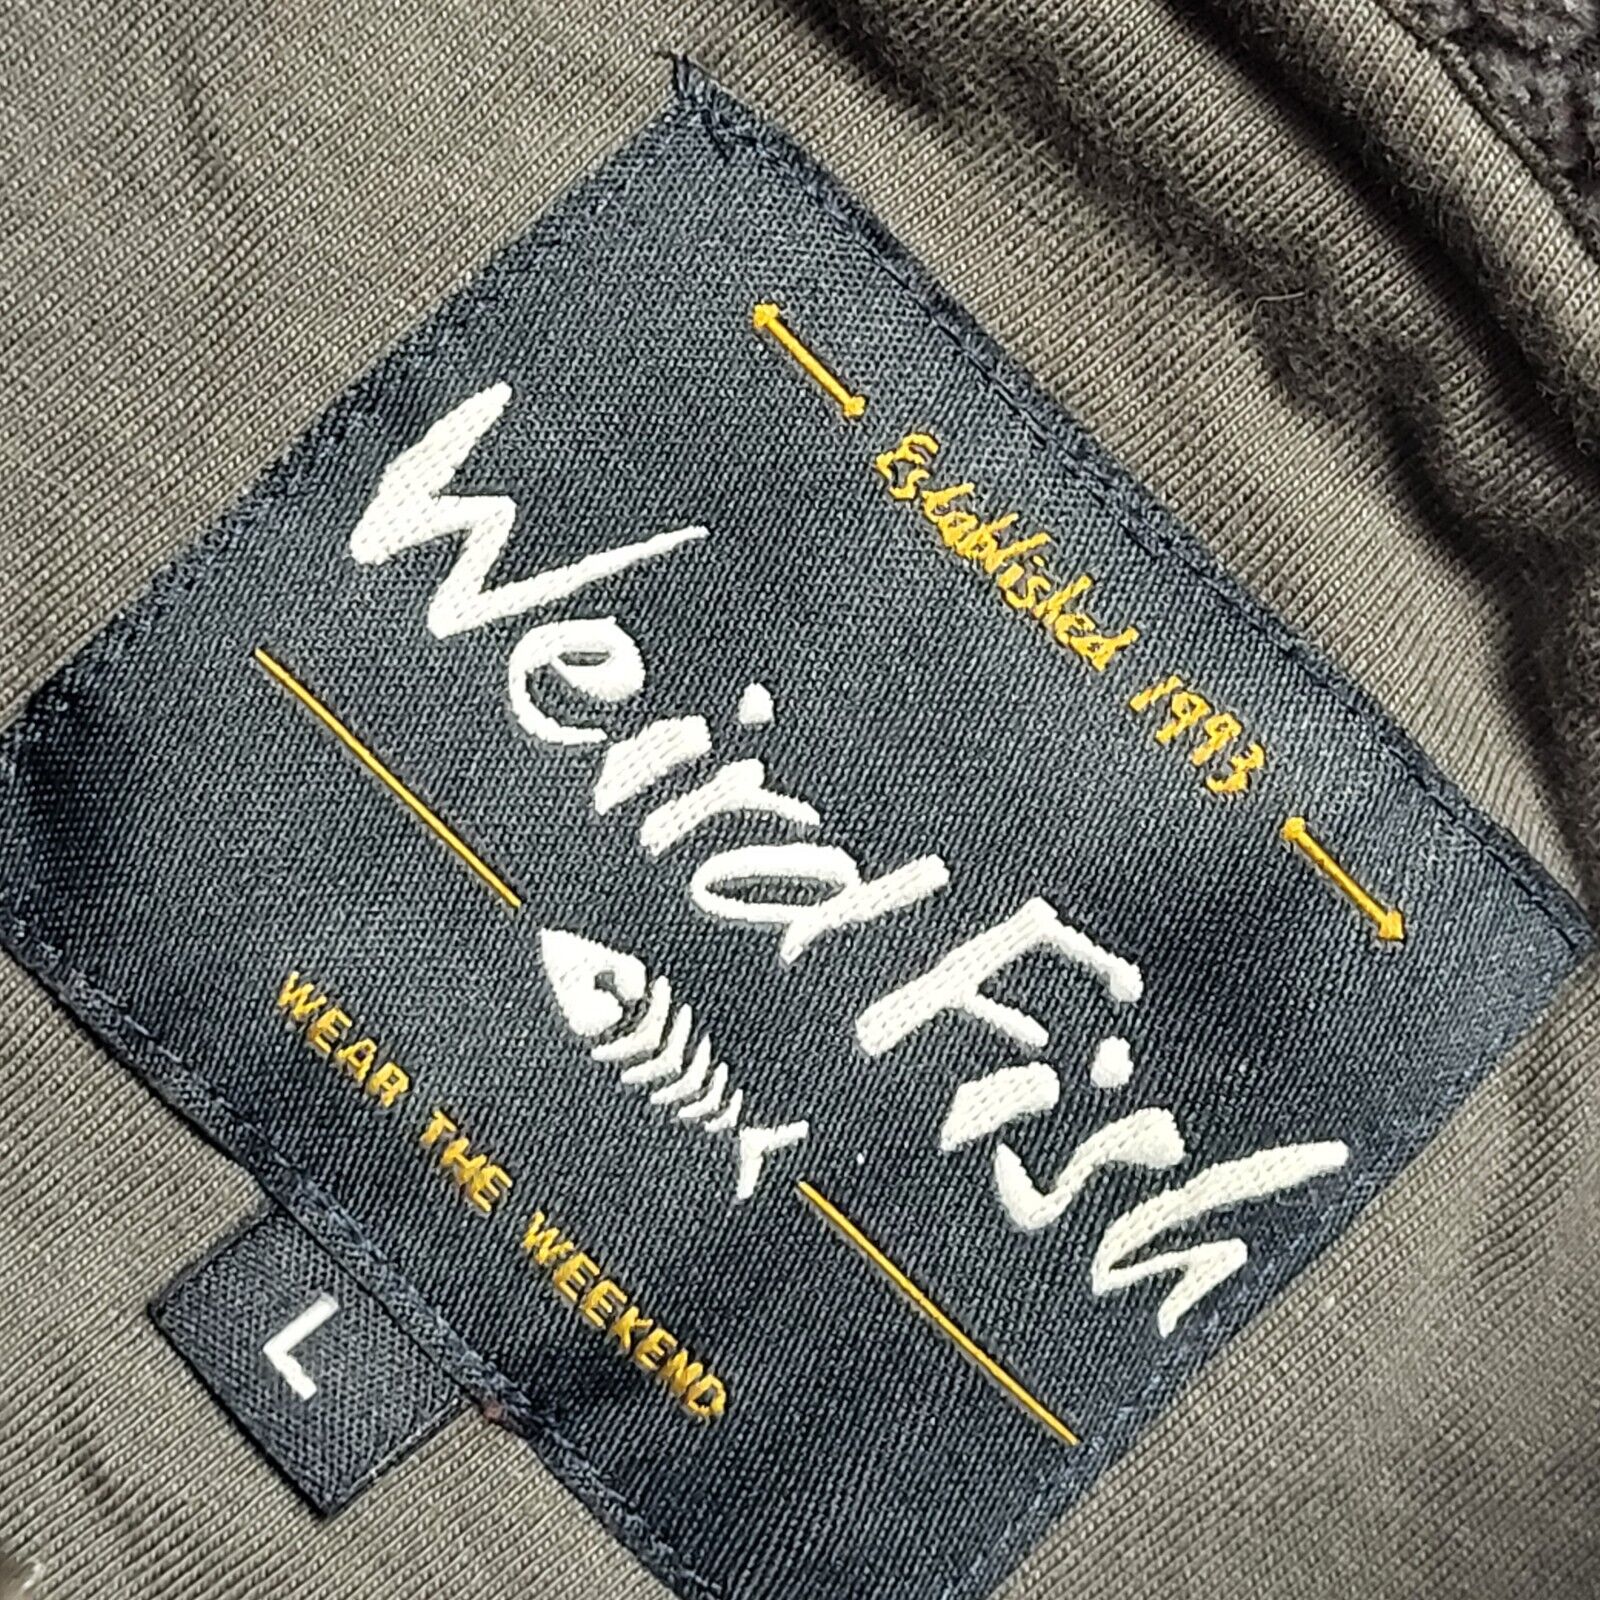 Established 1993
Weird Fish
WEAR THE WEEKEND
L